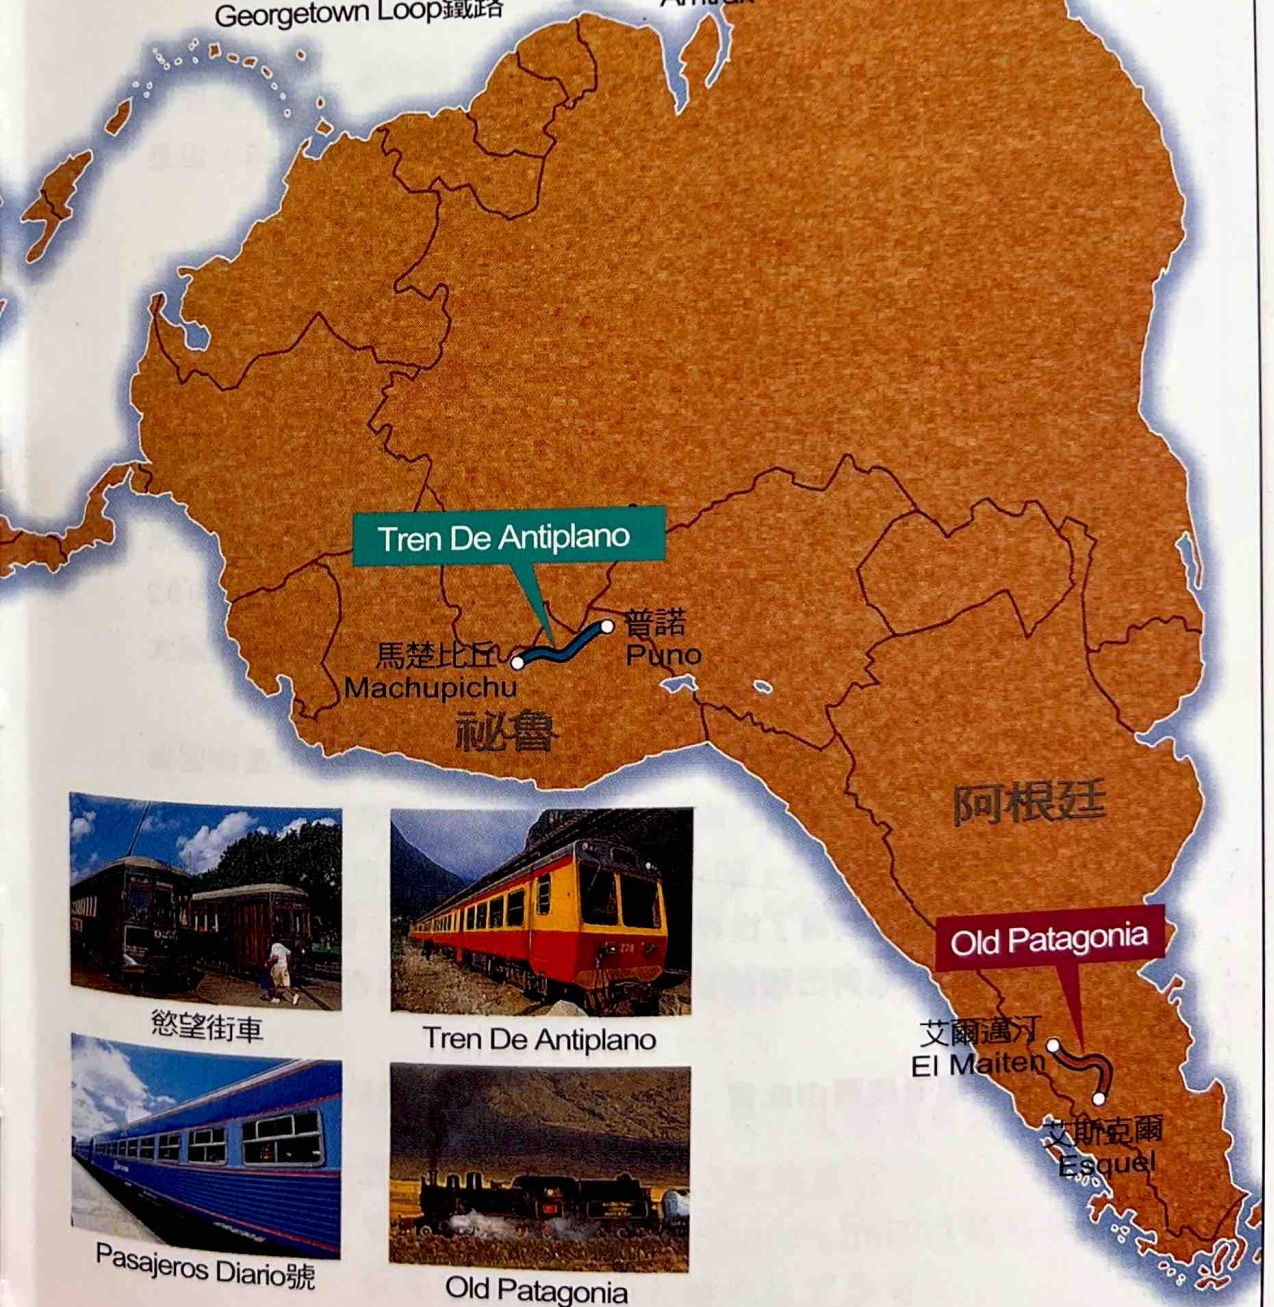 Georgetown Loop鐵路
Tren De Antiplano
普諾
Puno
馬楚比丘
Machupichu
祕魯
阿根廷
Old Patagonia
艾爾邁汀
El Maiten
艾斯克爾
Esquel
慾望街車
Tren De Antiplano
Pasajeros Diario號
Old Patagonia